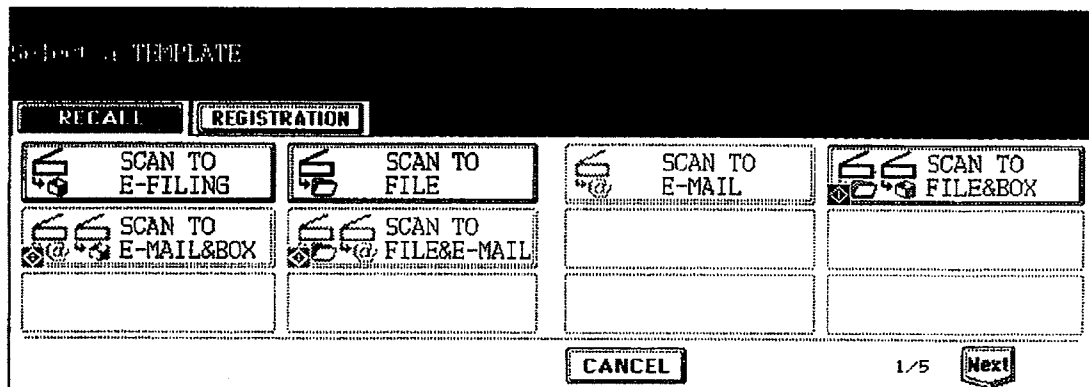 Select a TEMPLATE
RECALL REGISTRATION
SCAN TO E-FILING
SCAN TO FILE
SCAN TO E-MAIL
SCAN TO FILE&BOX
SCAN TO E-MAIL&BOX
SCAN TO FILE&E-MAIL
CANCEL 1/5 Next